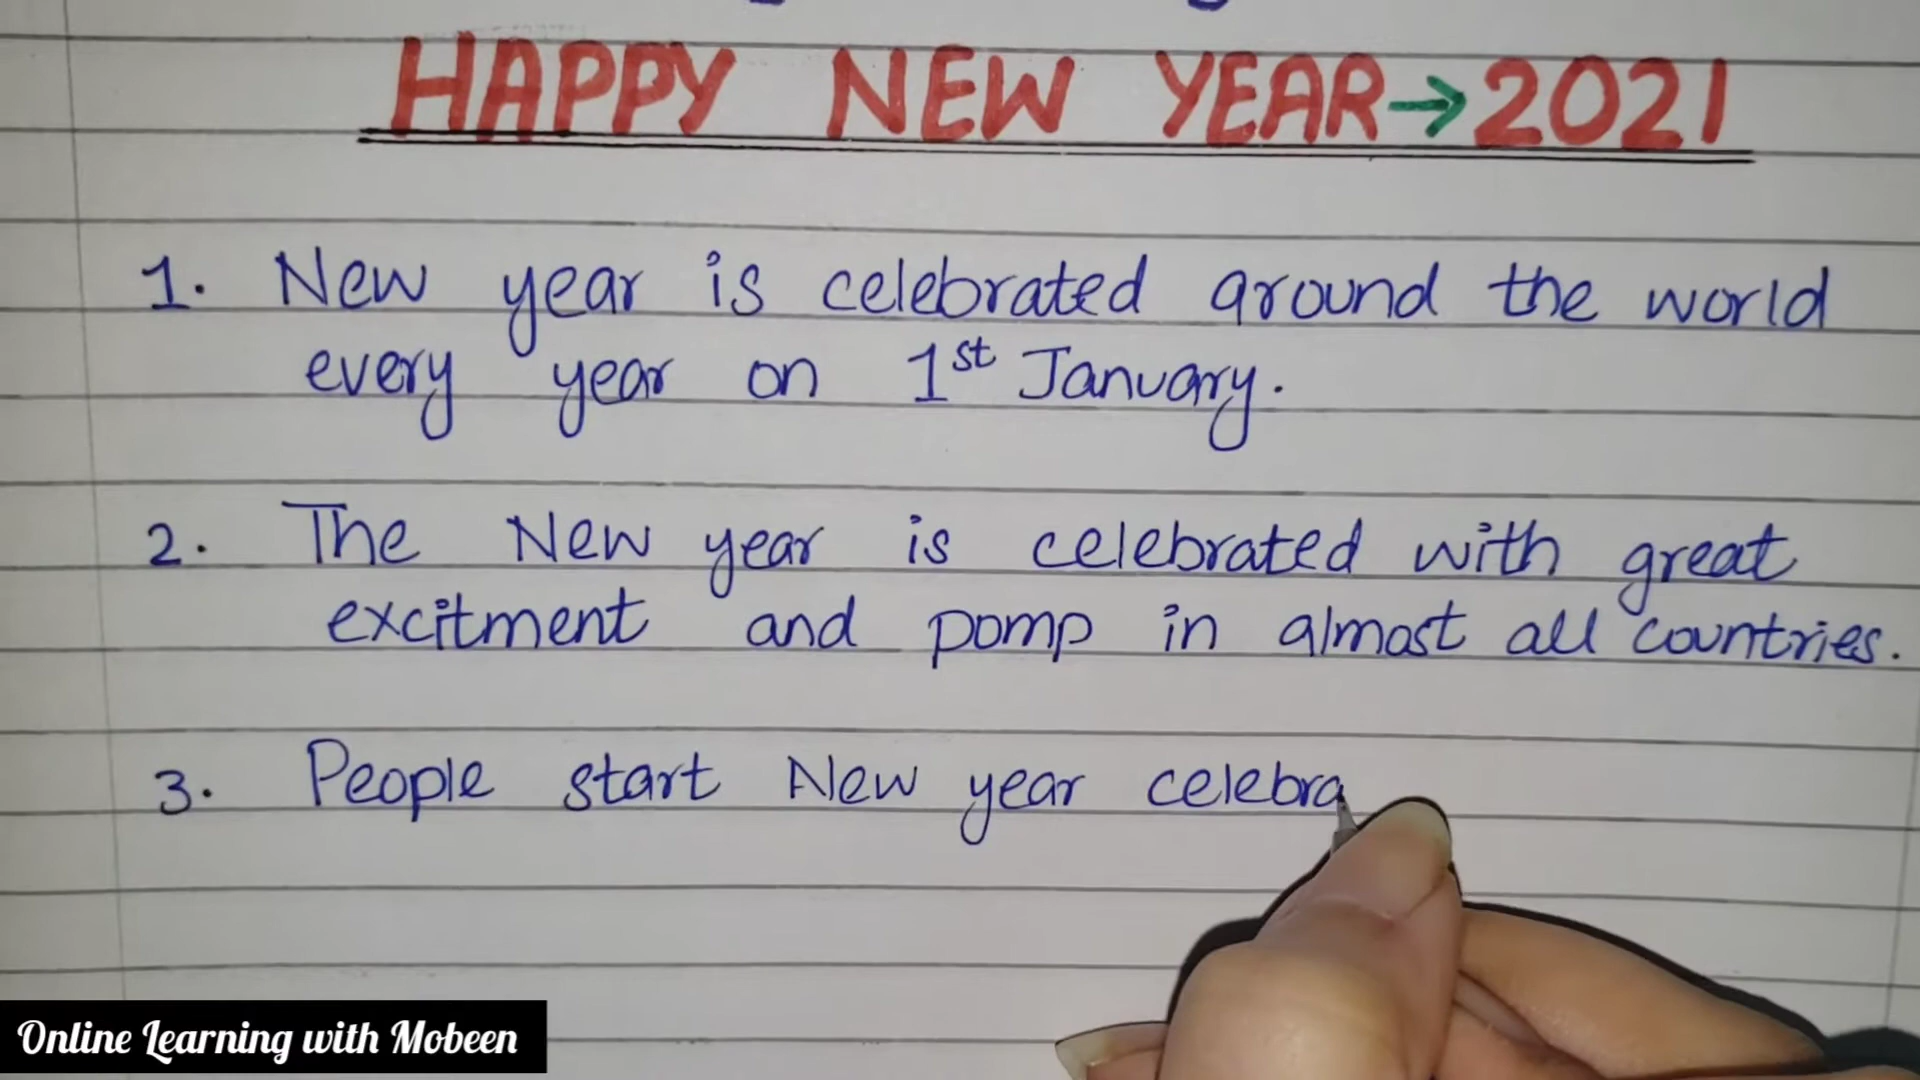 HAPPY NEW YEAR→2021
1. New year is celebrated around the world
every year on 1st January.
2. The New year is celebrated with great
excitment and pomp in almost all countries.
3. People start New year celebra
Online Learning with Mobeen